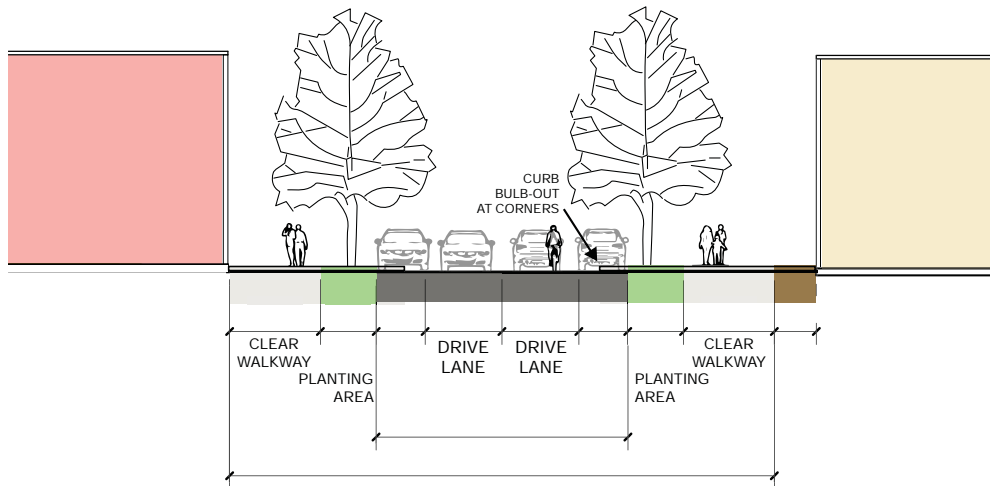 CURB
BULB-OUT
AT CORNERS
CLEAR
WALKWAY
PLANTING
AREA
DRIVE
LANE
DRIVE
LANE
PLANTING
AREA
CLEAR
WALKWAY